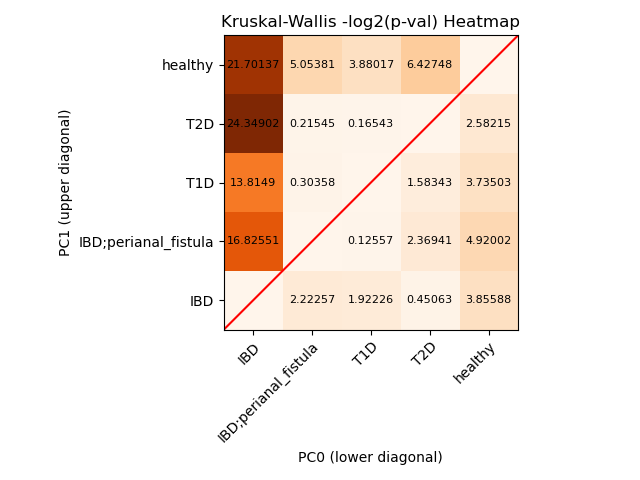 Kruskal-Wallis -log2(p-val) Heatmap
PC1 (upper diagonal)
healthy 21.70137 5.05381 3.88017 6.42748
T2D 24.34902 0.21545 0.16543 2.58215
T1D 13.8149 0.30358 1.58343 3.73503
IBD;perianal_fistula 16.82551 0.12557 2.36941 4.92002
IBD 2.22257 1.92226 0.45063 3.85588
IBD IBD;perianal_fistula T1D T2D healthy
PC0 (lower diagonal)